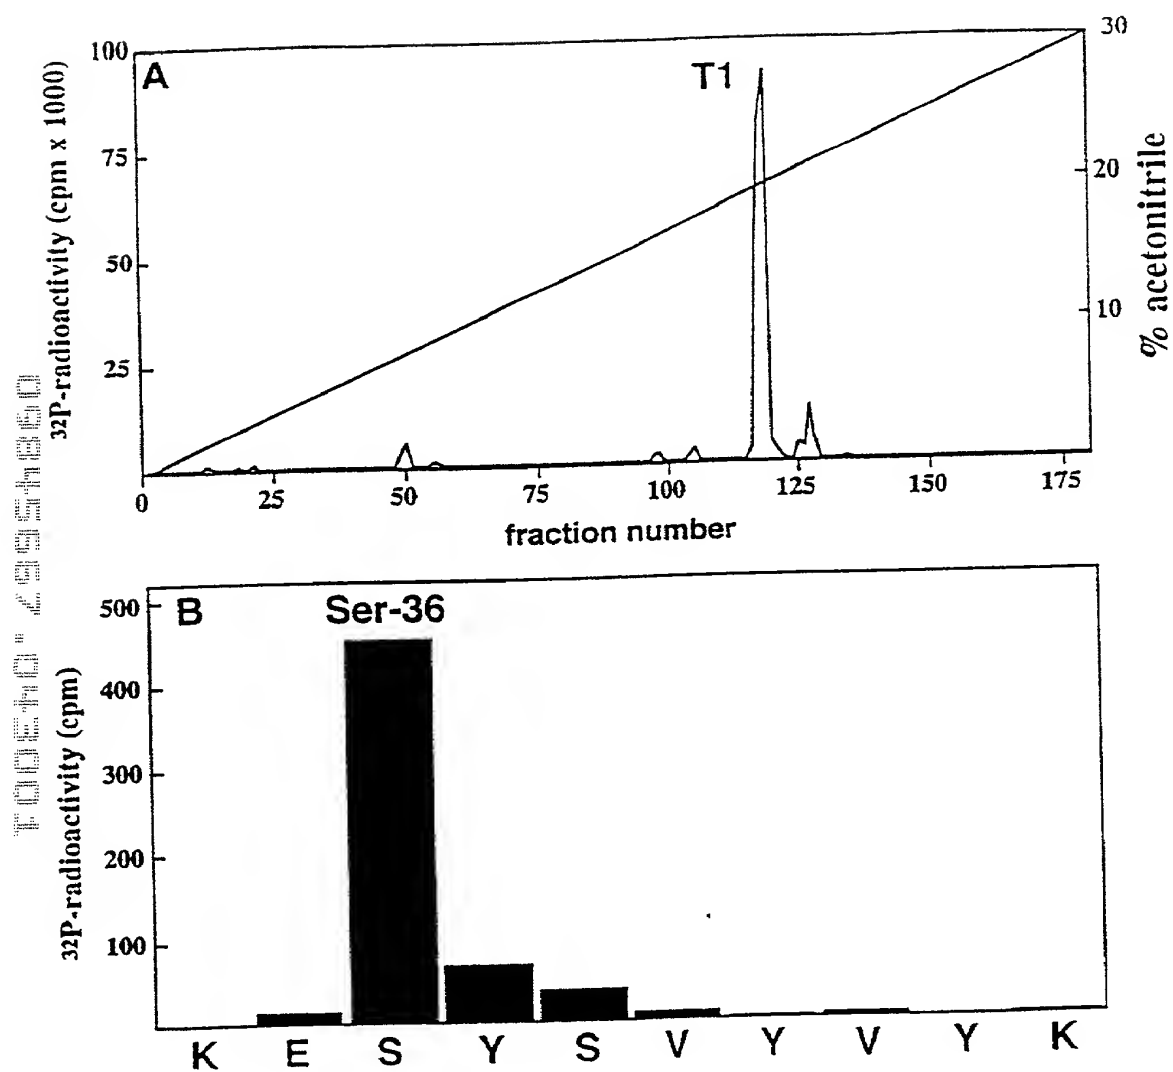 A
T1
100
75
50
25
30
20
10
32P-radioactivity (cpm x 1000)
% acetonitrile
0 25 50 75 100 125 150 175
fraction number
B
Ser-36
500
400
300
200
100
32P-radioactivity (cpm)
K E S Y S V Y V Y K